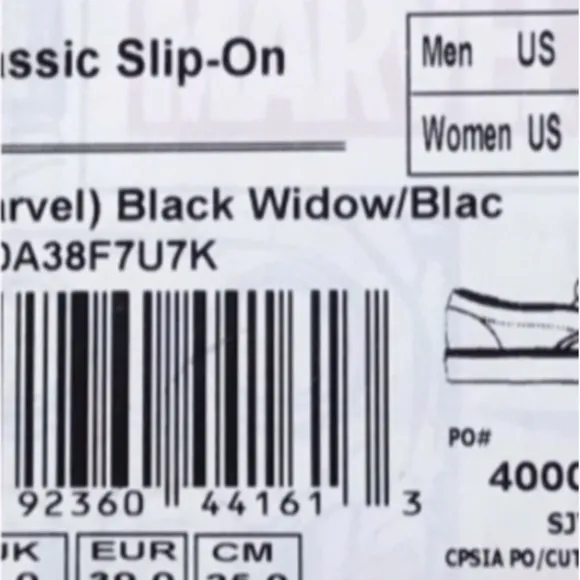 assic Slip-On
Men US
Women US
arvel) Black Widow/Blac
0A38F7U7K
92360 44161 3
PO#
4000
SJ
CPSIA PO/CUT
UK EUR CM